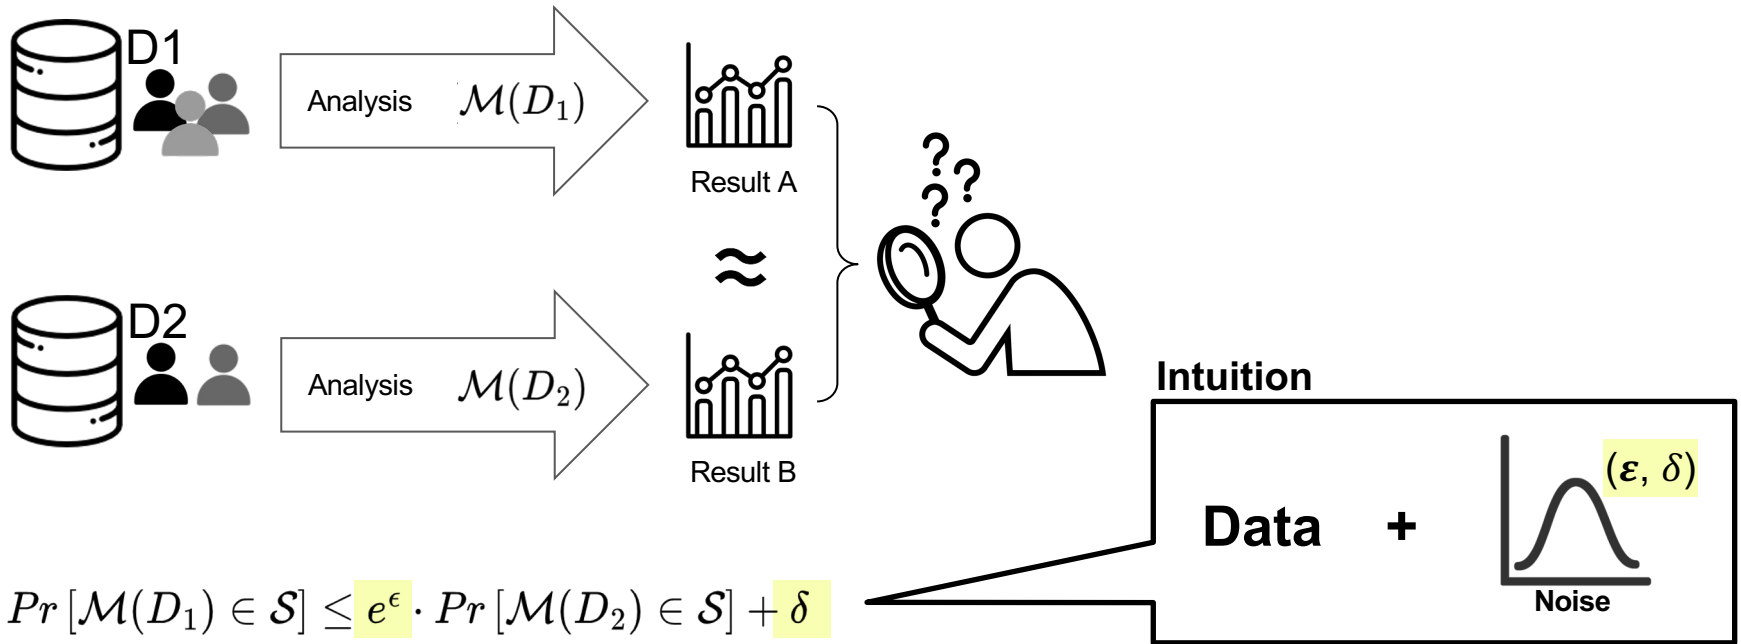 D1
Analysis ℳ(D₁)
Result A
? ? ?
≈
D2
Analysis ℳ(D₂)
Result B
Intuition
Data + (ε, δ)
Noise
Pr [ℳ(D₁) ∈ 𝒮] ≤ e^ϵ · Pr [ℳ(D₂) ∈ 𝒮] + δ